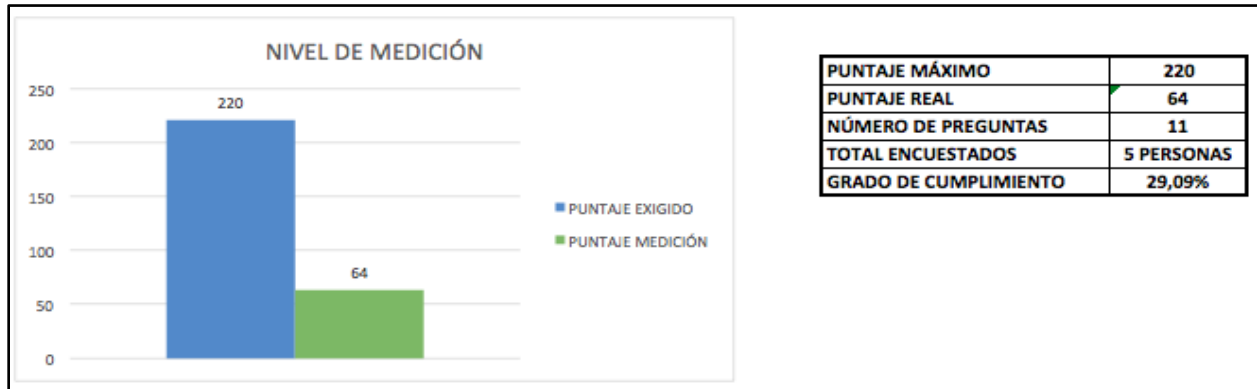 NIVEL DE MEDICIÓN
250
200
150
100
50
0
220
64
PUNTAJE EXIGIDO
PUNTAJE MEDICIÓN
PUNTAJE MÁXIMO 220
PUNTAJE REAL 64
NÚMERO DE PREGUNTAS 11
TOTAL ENCUESTADOS 5 PERSONAS
GRADO DE CUMPLIMIENTO 29,09%